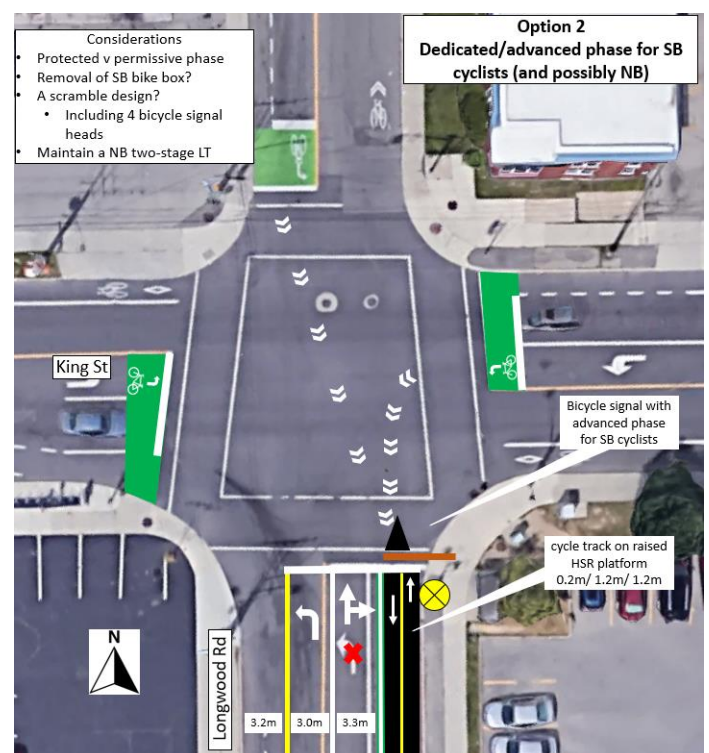 Considerations
• Protected v permissive phase
• Removal of SB bike box?
• A scramble design?
• Including 4 bicycle signal
heads
• Maintain a NB two-stage LT
Option 2
Dedicated/advanced phase for SB
cyclists (and possibly NB)
King St
Bicycle signal with
advanced phase
for SB cyclists
cycle track on raised
HSR platform
0.2m/ 1.2m/ 1.2m
N
Longwood Rd
3.2m
3.0m
3.3m